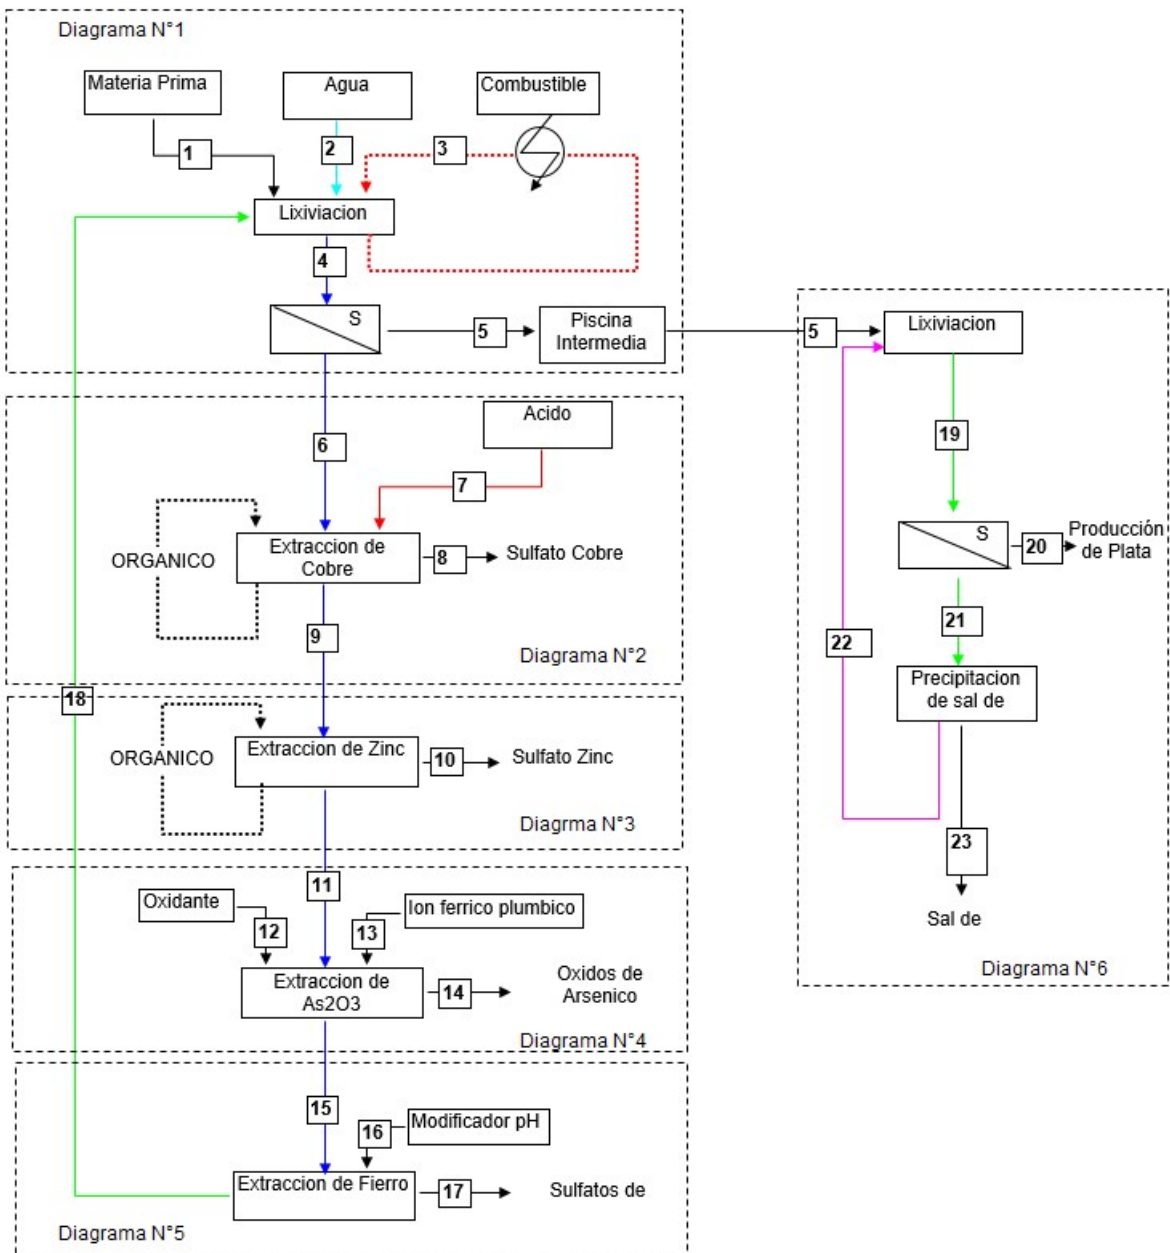 Diagrama N°1
Materia Prima
Agua
Combustible
1
2
3
Lixiviacion
4
S
5
Piscina
Intermedia
6
Acido
7
ORGANICO
Extraccion de
Cobre
8
Sulfato Cobre
9
Diagrama N°2
18
ORGANICO
Extraccion de Zinc
10
Sulfato Zinc
Diagrma N°3
11
Oxidante
Ion ferrico plumbico
12
13
Extraccion de
As2O3
14
Oxidos de
Arsenico
Diagrama N°4
15
16
Modificador pH
Extraccion de Fierro
17
Sulfatos de
Diagrama N°5
5
Lixiviacion
19
S
20
Producción
de Plata
21
22
Precipitacion
de sal de
23
Sal de
Diagrama N°6